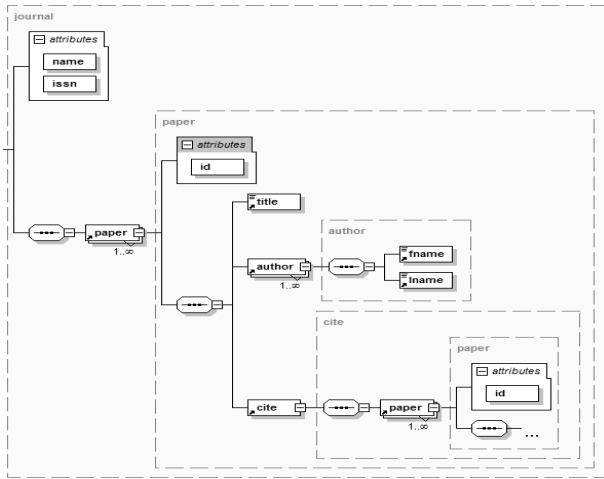 journal
attributes
name
issn
paper
attributes
id
title
author
fname
paper
1..∞
author
1..∞
lname
cite
paper
attributes
id
cite
paper
1..∞
...